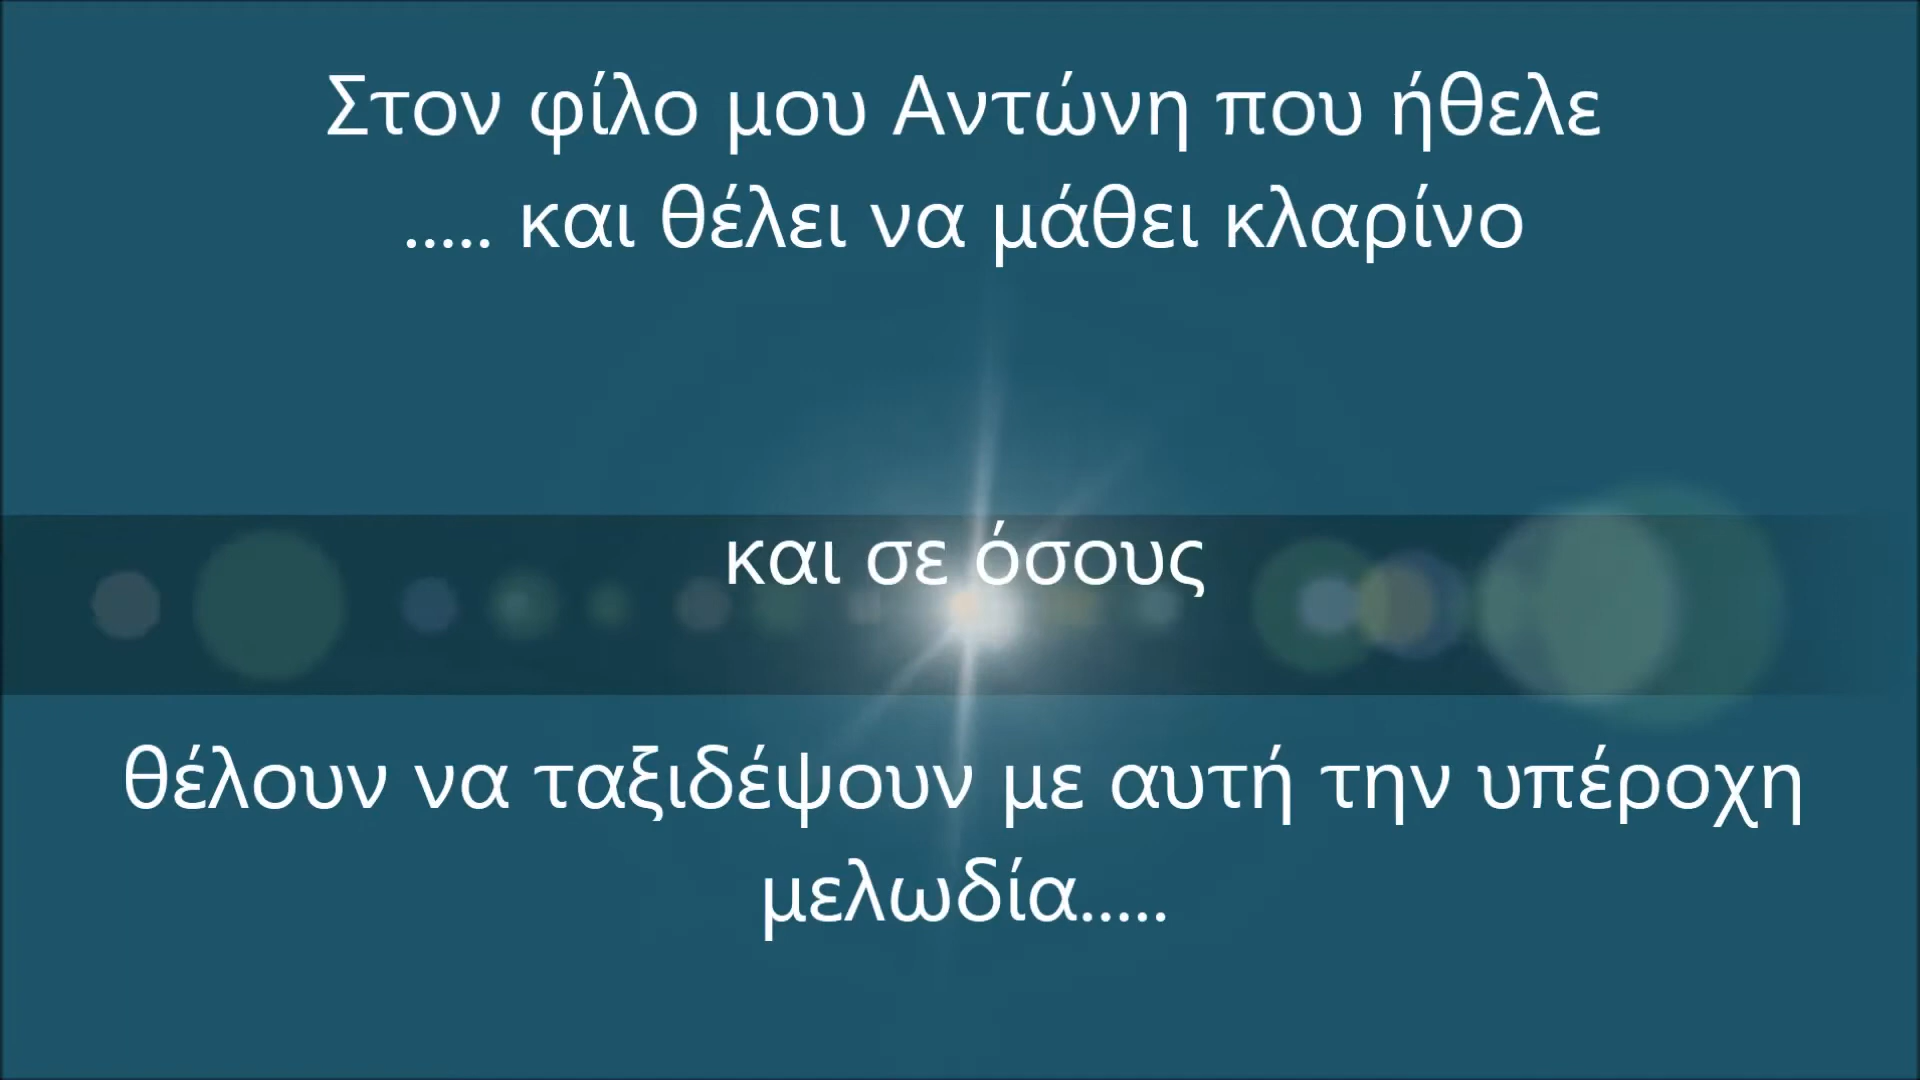 Στον φίλο μου Αντώνη που ήθελε
..... και θέλει να μάθει κλαρίνο
και σε όσους
θέλουν να ταξιδέψουν με αυτή την υπέροχη
μελωδία.....